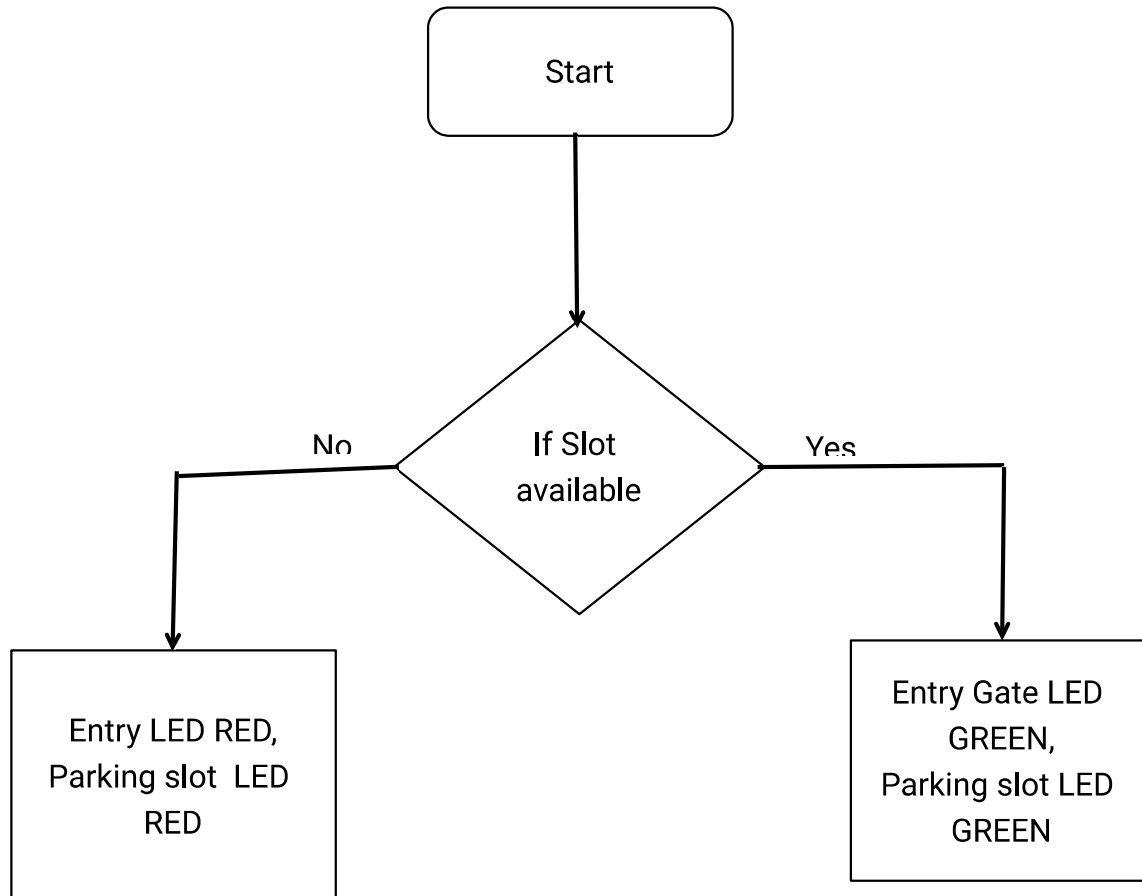 Start
No
If Slot
available
Yes
Entry LED RED,
Parking slot LED
RED
Entry Gate LED
GREEN,
Parking slot LED
GREEN